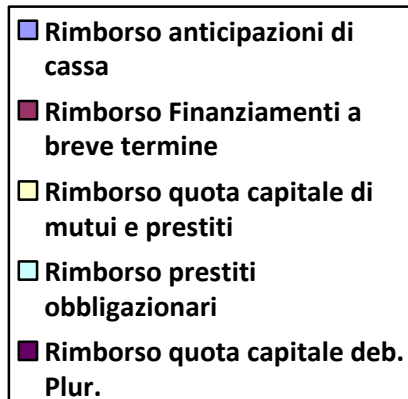 Rimborso anticipazioni di
cassa
Rimborso Finanziamenti a
breve termine
Rimborso quota capitale di
mutui e prestiti
Rimborso prestiti
obbligazionari
Rimborso quota capitale deb.
Plur.